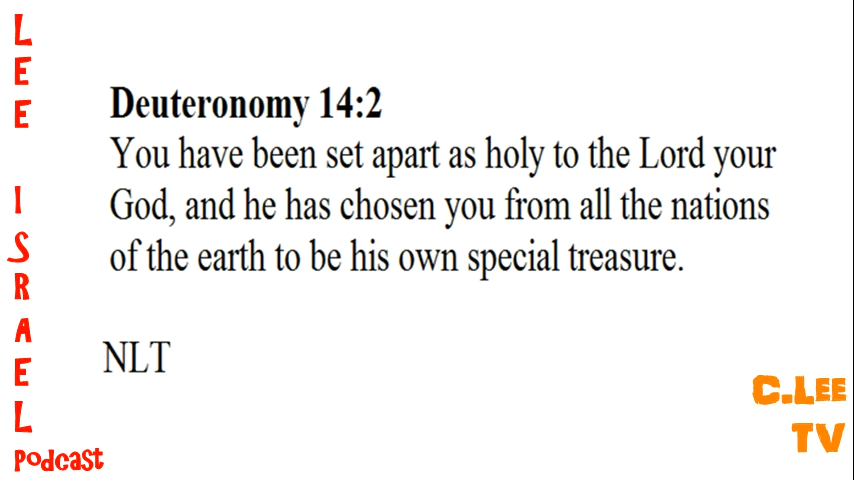 LEE ISRAEL
Podcast
Deuteronomy 14:2
You have been set apart as holy to the Lord your
God, and he has chosen you from all the nations
of the earth to be his own special treasure.
NLT
C.LEE
TV